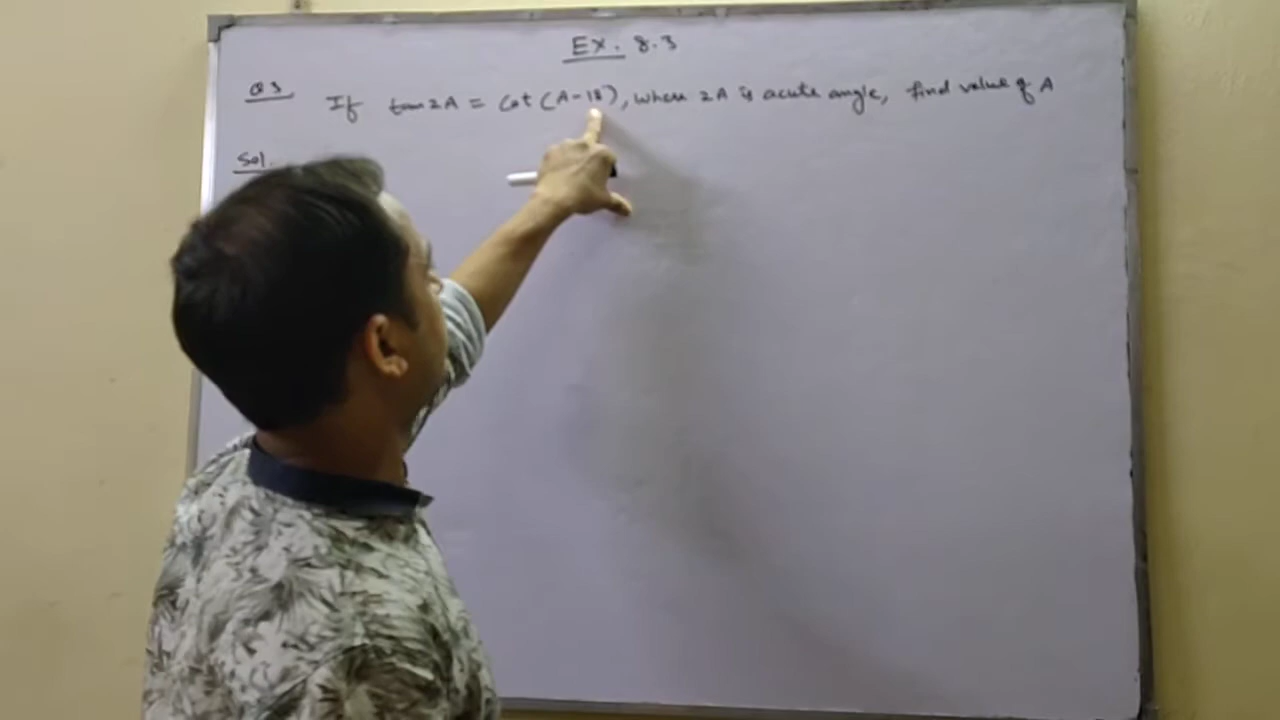 Ex. 8.3
Q3 If tan 2A = cot (A-18), where 2A is acute angle, find value of A
Sol.